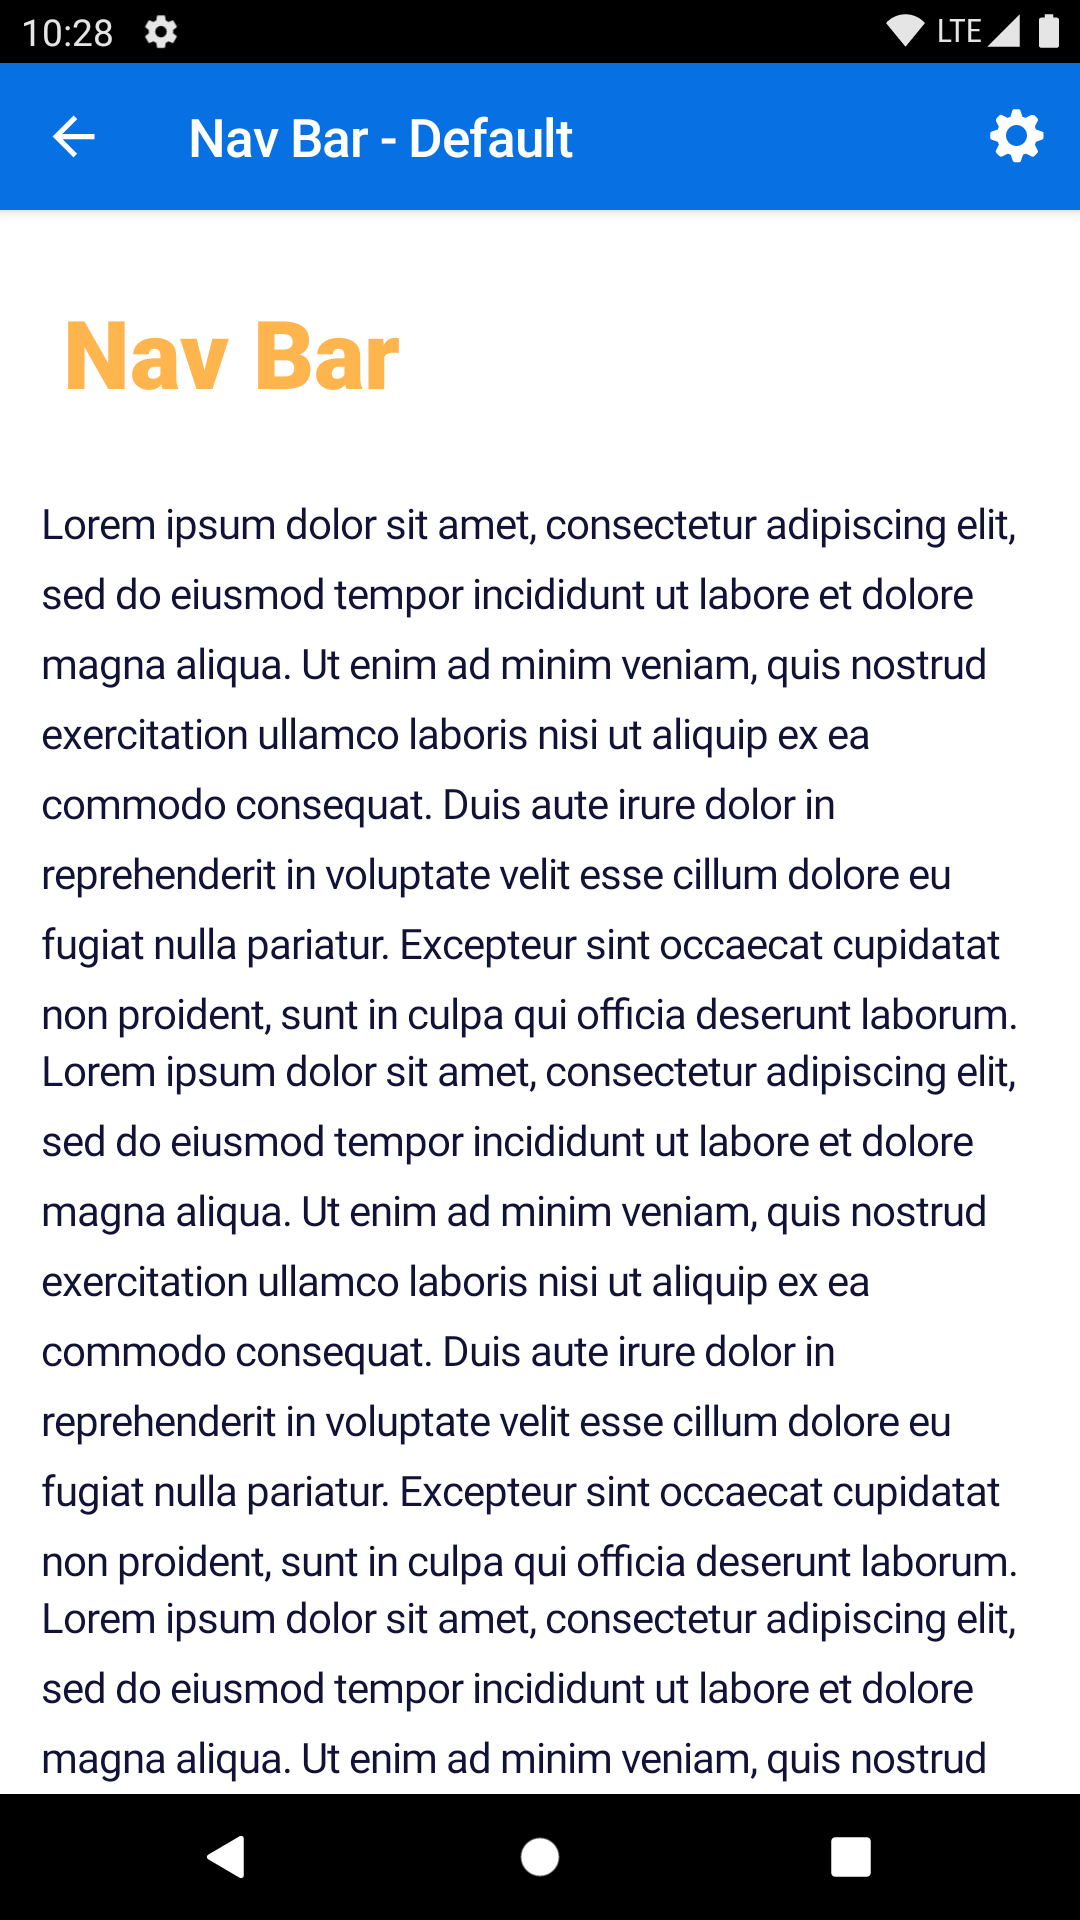 10:28
LTE
Nav Bar - Default
Nav Bar
Lorem ipsum dolor sit amet, consectetur adipiscing elit,
sed do eiusmod tempor incididunt ut labore et dolore
magna aliqua. Ut enim ad minim veniam, quis nostrud
exercitation ullamco laboris nisi ut aliquip ex ea
commodo consequat. Duis aute irure dolor in
reprehenderit in voluptate velit esse cillum dolore eu
fugiat nulla pariatur. Excepteur sint occaecat cupidatat
non proident, sunt in culpa qui officia deserunt laborum.
Lorem ipsum dolor sit amet, consectetur adipiscing elit,
sed do eiusmod tempor incididunt ut labore et dolore
magna aliqua. Ut enim ad minim veniam, quis nostrud
exercitation ullamco laboris nisi ut aliquip ex ea
commodo consequat. Duis aute irure dolor in
reprehenderit in voluptate velit esse cillum dolore eu
fugiat nulla pariatur. Excepteur sint occaecat cupidatat
non proident, sunt in culpa qui officia deserunt laborum.
Lorem ipsum dolor sit amet, consectetur adipiscing elit,
sed do eiusmod tempor incididunt ut labore et dolore
magna aliqua. Ut enim ad minim veniam, quis nostrud